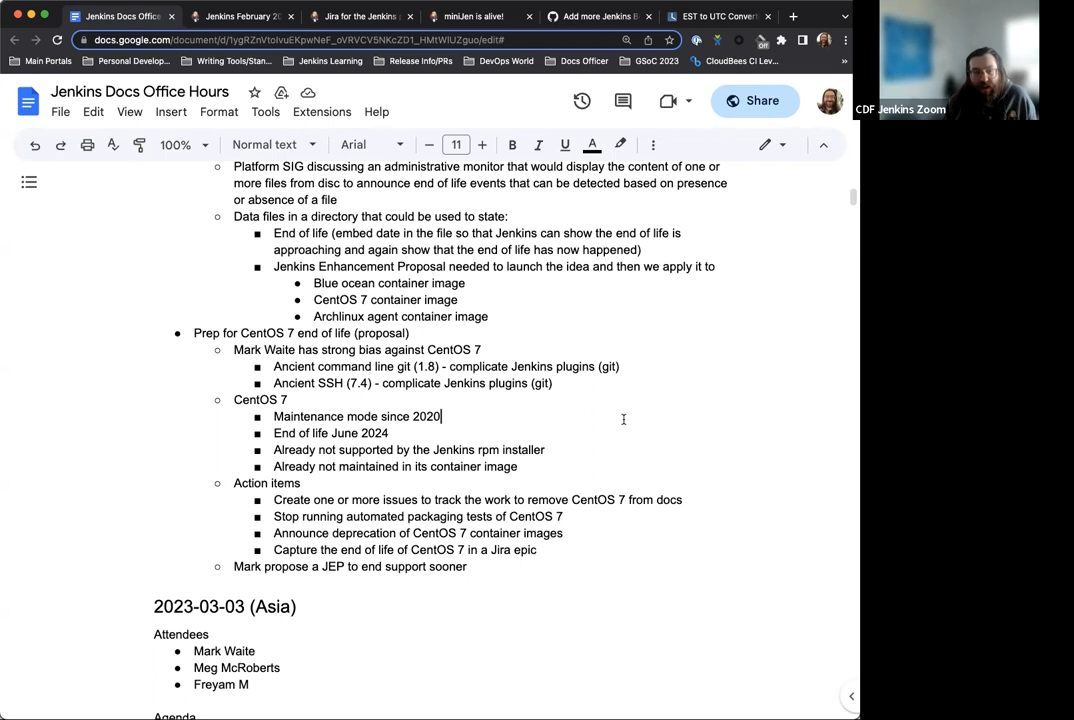 Jenkins Docs Office
Jenkins February 20
Jira for the Jenkins
miniJen is alive!
Add more Jenkins B
EST to UTC Convert
docs.google.com/document/d/1ygRZnVtoIvuEKpwNeF_oVRVCV5NKcZD1_HMtWlUZguo/edit#
Off
Main Portals
Personal Develop...
Writing Tools/Stan...
Jenkins Learning
Release Info/PRs
DevOps World
Docs Officer
GSoC 2023
CloudBees CI Lev...
CDF Jenkins Zoom
Jenkins Docs Office Hours
File Edit View Insert Format Tools Extensions Help
Share
100% Normal text Arial 11 B I U A
Platform SIG discussing an administrative monitor that would display the content of one or
more files from disc to announce end of life events that can be detected based on presence
or absence of a file
Data files in a directory that could be used to state:
End of life (embed date in the file so that Jenkins can show the end of life is
approaching and again show that the end of life has now happened)
Jenkins Enhancement Proposal needed to launch the idea and then we apply it to
Blue ocean container image
CentOS 7 container image
Archlinux agent container image
Prep for CentOS 7 end of life (proposal)
Mark Waite has strong bias against CentOS 7
Ancient command line git (1.8) - complicate Jenkins plugins (git)
Ancient SSH (7.4) - complicate Jenkins plugins (git)
CentOS 7
Maintenance mode since 2020
End of life June 2024
Already not supported by the Jenkins rpm installer
Already not maintained in its container image
Action items
Create one or more issues to track the work to remove CentOS 7 from docs
Stop running automated packaging tests of CentOS 7
Announce deprecation of CentOS 7 container images
Capture the end of life of CentOS 7 in a Jira epic
Mark propose a JEP to end support sooner
2023-03-03 (Asia)
Attendees
Mark Waite
Meg McRoberts
Freyam M
Agenda